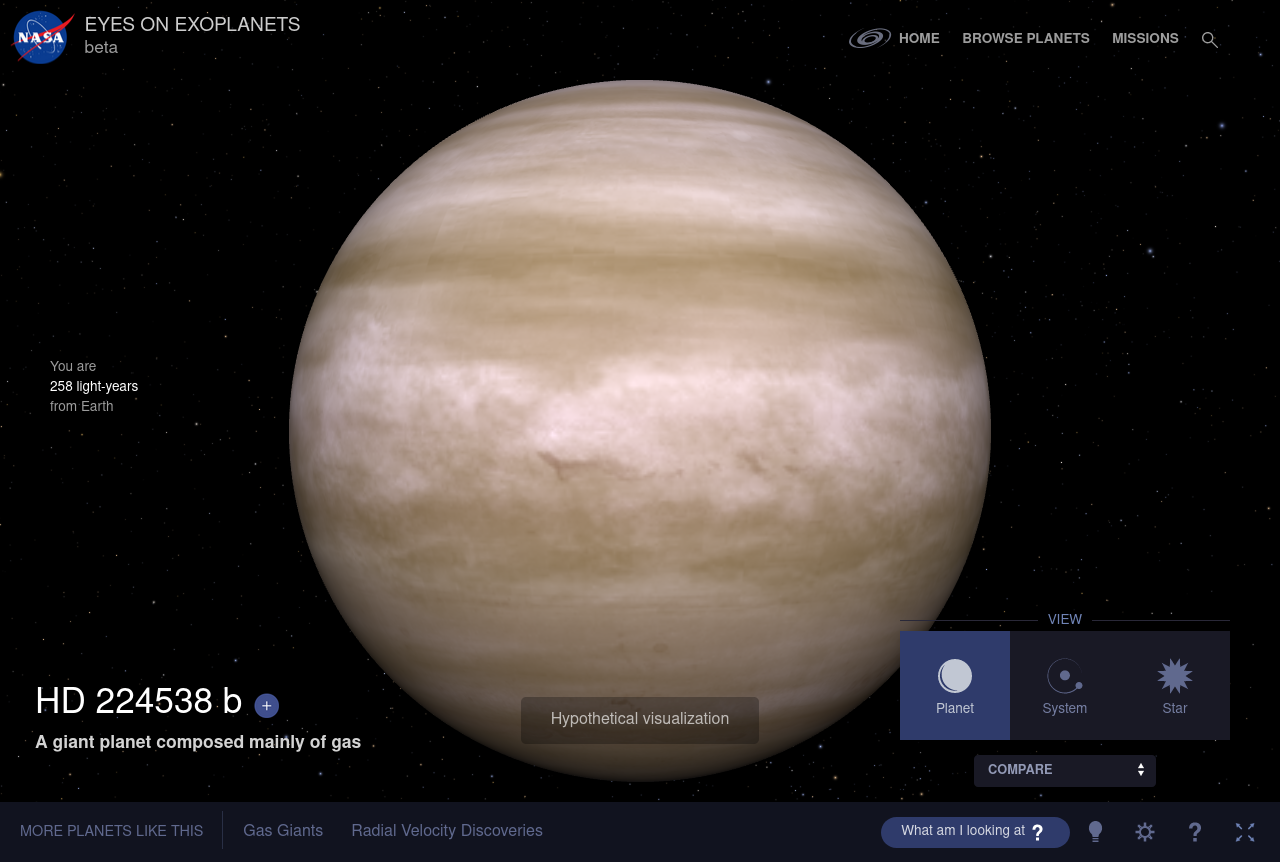 NASA
EYES ON EXOPLANETS
beta
HOME
BROWSE PLANETS
MISSIONS
You are
258 light-years
from Earth
HD 224538 b +
A giant planet composed mainly of gas
Hypothetical visualization
VIEW
Planet
System
Star
COMPARE
MORE PLANETS LIKE THIS
Gas Giants
Radial Velocity Discoveries
What am I looking at ?
?